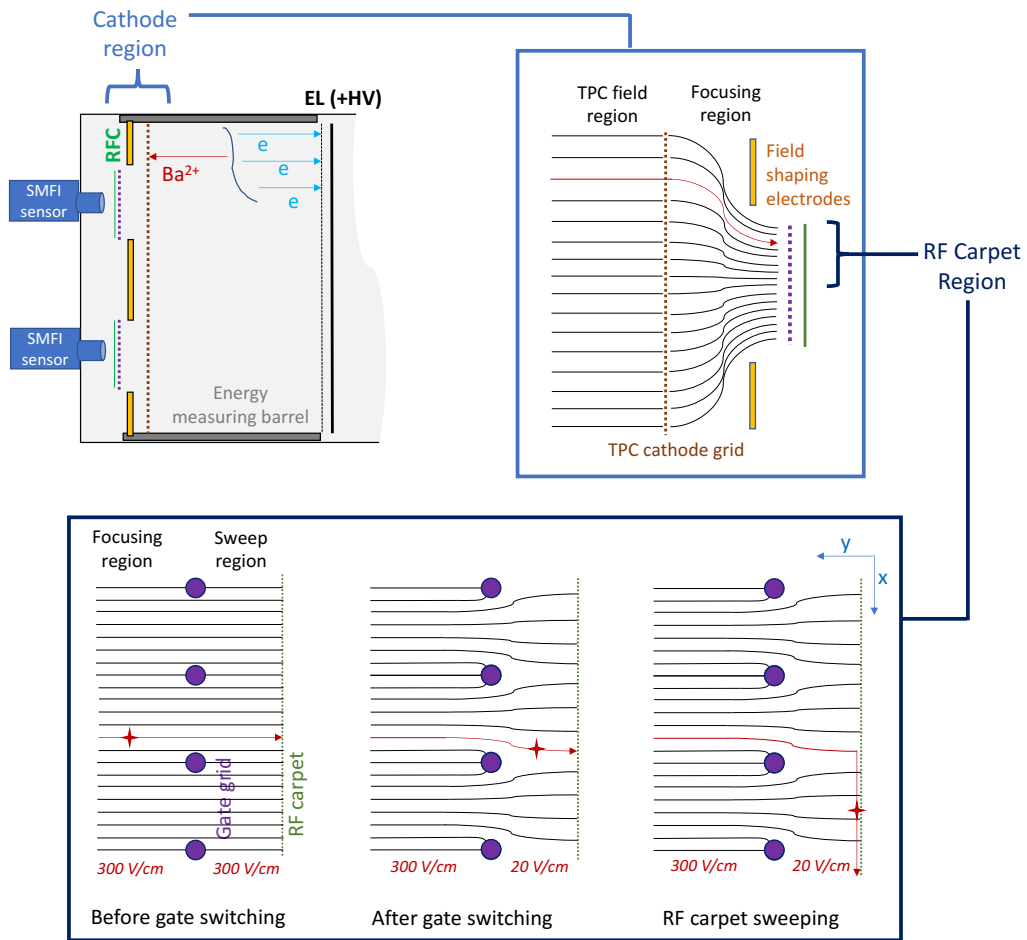 Cathode
region
EL (+HV)
RFC
e
e
e
Ba²⁺
SMFI
sensor
SMFI
sensor
Energy
measuring barrel
TPC field
region
Focusing
region
Field
shaping
electrodes
TPC cathode grid
RF Carpet
Region
Focusing
region
Sweep
region
Gate grid
RF carpet
y
x
300 V/cm
300 V/cm
300 V/cm
20 V/cm
300 V/cm
20 V/cm
Before gate switching
After gate switching
RF carpet sweeping